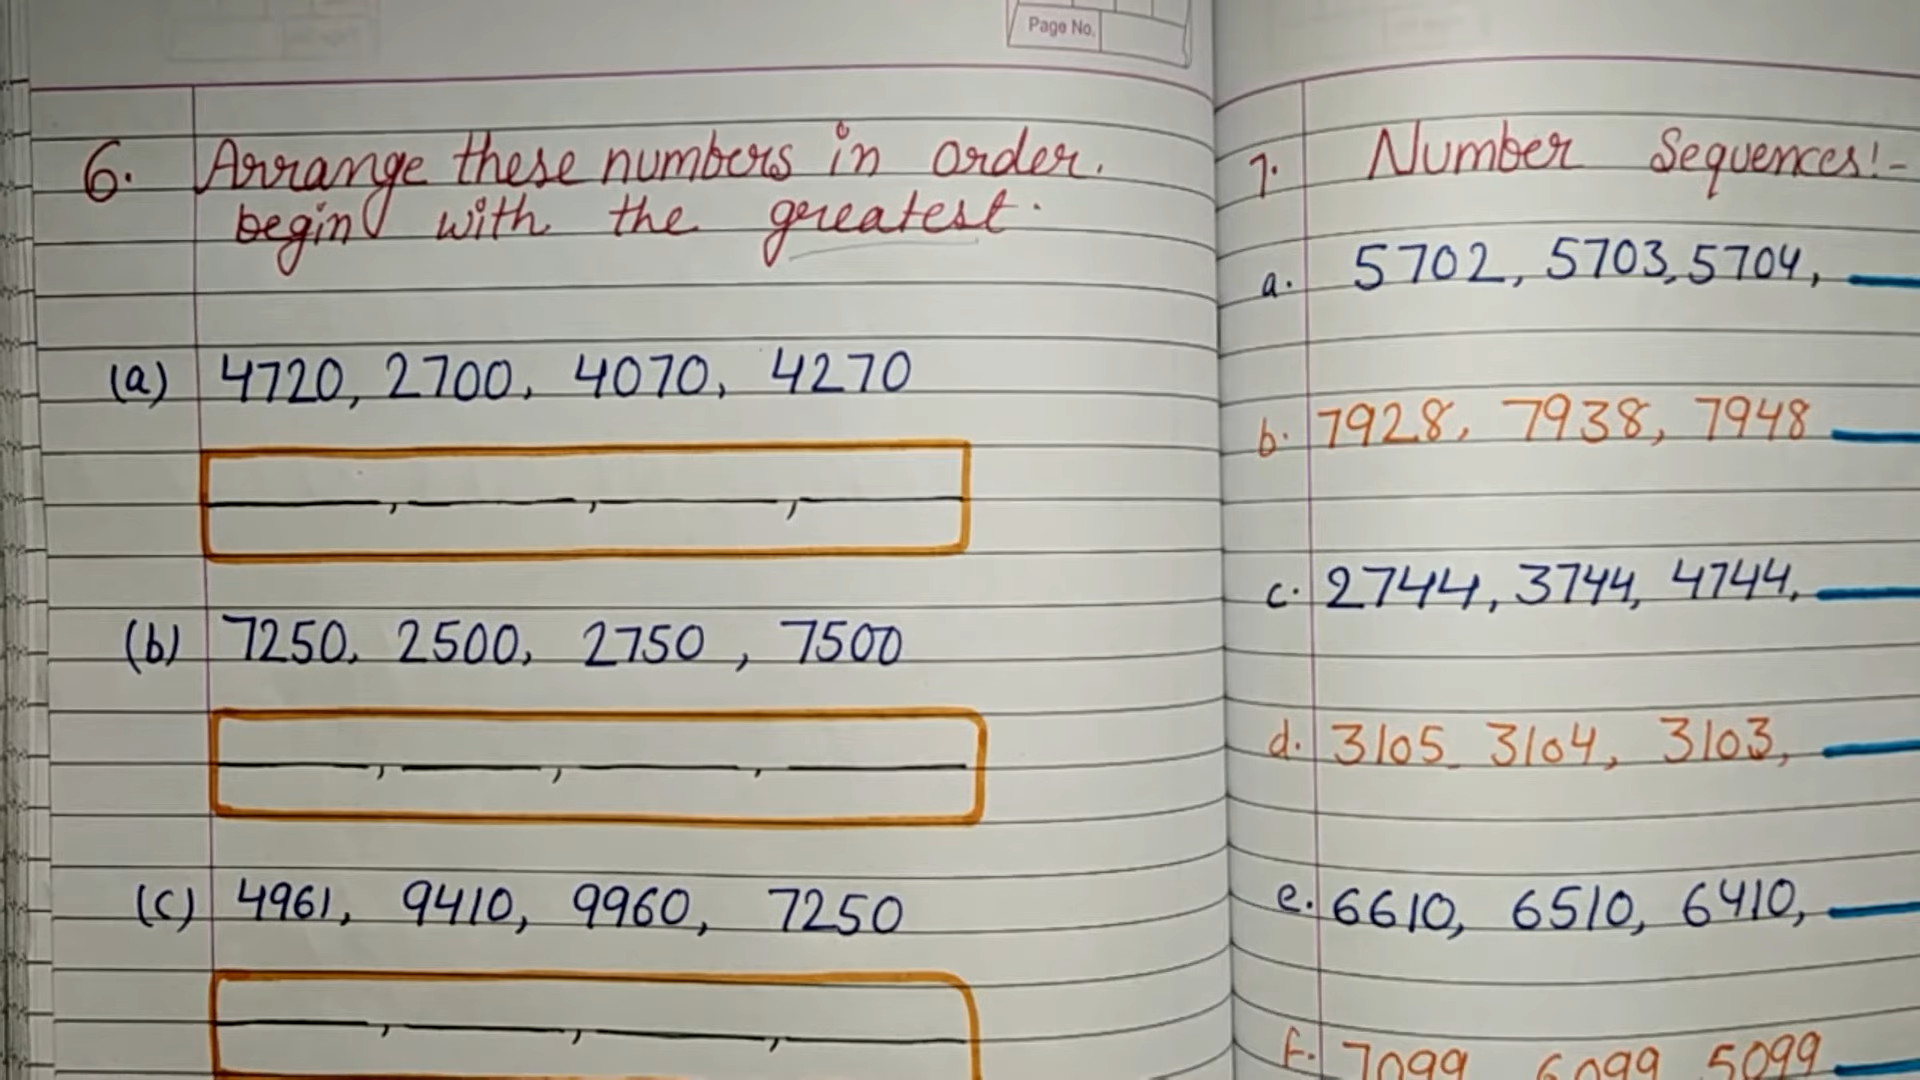 Page No.
6. Arrange these numbers in order.
begin with the greatest.
(a) 4720, 2700, 4070, 4270
(b) 7250, 2500, 2750, 7500
(c) 4961, 9410, 9960, 7250
7. Number Sequences:-
a. 5702, 5703, 5704,
b. 7928, 7938, 7948
c. 2744, 3744, 4744,
d. 3105, 3104, 3103,
e. 6610, 6510, 6410,
f. 7099 6099 5099